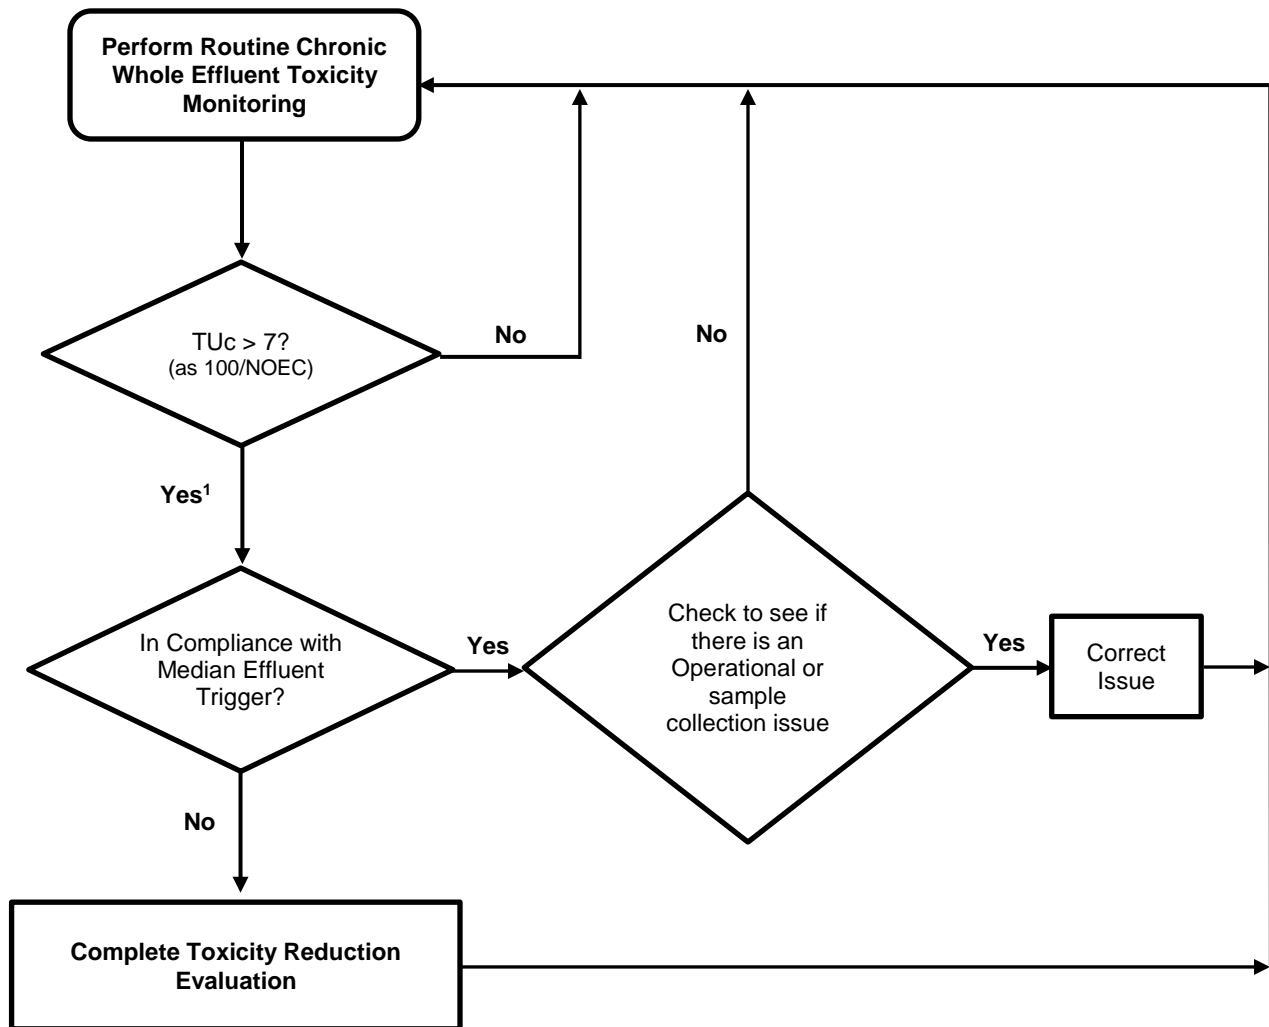 Perform Routine Chronic
Whole Effluent Toxicity
Monitoring
TUc > 7?
(as 100/NOEC)
No
No
Yes¹
In Compliance with
Median Effluent
Trigger?
Yes
Check to see if
there is an
Operational or
sample
collection issue
Yes
Correct
Issue
No
Complete Toxicity Reduction
Evaluation